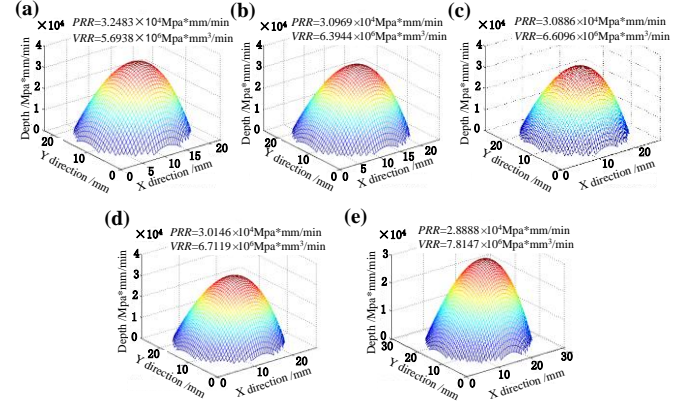 (a)
×10⁴
PRR=3.2483×10⁴Mpa*mm/min
VRR=5.6938×10⁶Mpa*mm³/min
4
3
2
1
0
Depth /Mpa*mm/min
20
10
0
Y direction /mm
0
5
10
15
20
X direction /mm
(b)
×10⁴
PRR=3.0969×10⁴Mpa*mm/min
VRR=6.3944×10⁶Mpa*mm³/min
4
3
2
1
0
Depth /Mpa*mm/min
20
10
0
Y direction /mm
0
5
10
15
20
X direction /mm
(c)
×10⁴
PRR=3.0886×10⁴Mpa*mm/min
VRR=6.6096×10⁶Mpa*mm³/min
4
3
2
1
0
Depth /Mpa*mm/min
20
10
0
Y direction /mm
0
10
20
X direction /mm
(d)
×10⁴
PRR=3.0146×10⁴Mpa*mm/min
VRR=6.7119×10⁶Mpa*mm³/min
4
3
2
1
0
Depth /Mpa*mm/min
20
10
0
Y direction /mm
0
10
20
X direction /mm
(e)
×10⁴
PRR=2.8888×10⁴Mpa*mm/min
VRR=7.8147×10⁶Mpa*mm³/min
3
2
1
0
Depth /Mpa*mm/min
30
20
10
0
Y direction /mm
0
10
20
30
X direction /mm